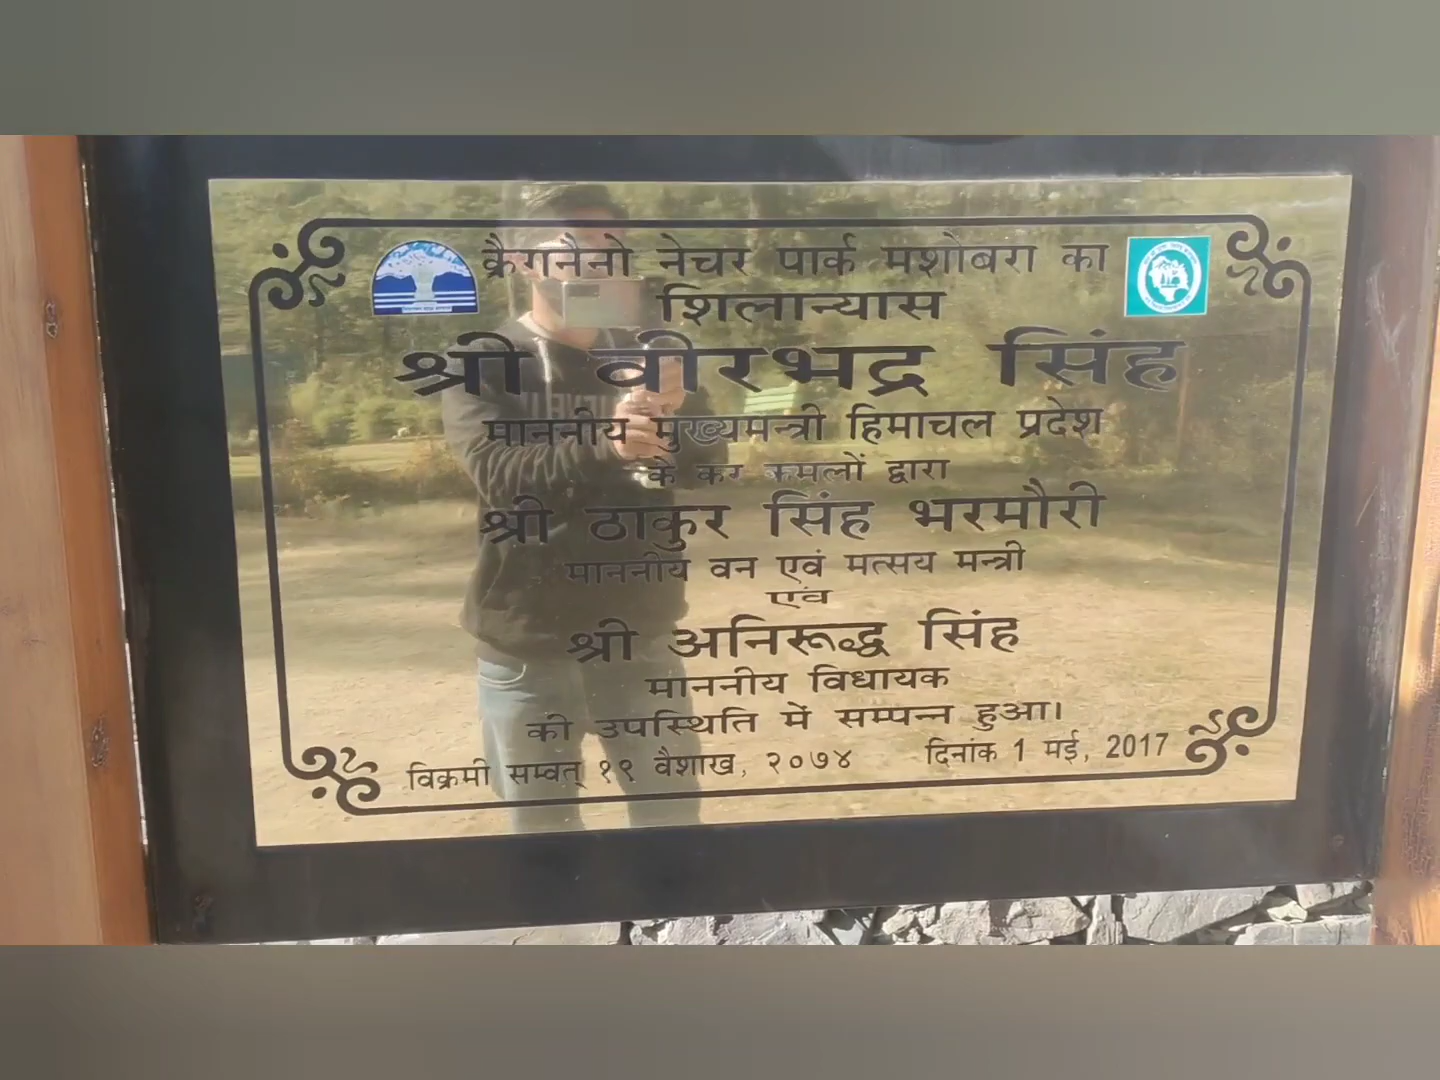 क्रैगनैनो नेचर पार्क मशोबरा का
शिलान्यास
श्री वीरभद्र सिंह
माननीय मुख्यमन्त्री हिमाचल प्रदेश
के कर कमलों द्वारा
श्री ठाकुर सिंह भरमौरी
माननीय वन एवं मत्सय मन्त्री
एवं
श्री अनिरूद्ध सिंह
माननीय विधायक
की उपस्थिति में सम्पन्न हुआ।
विक्रमी सम्वत् १९ वैशाख, २०७४ दिनांक 1 मई, 2017